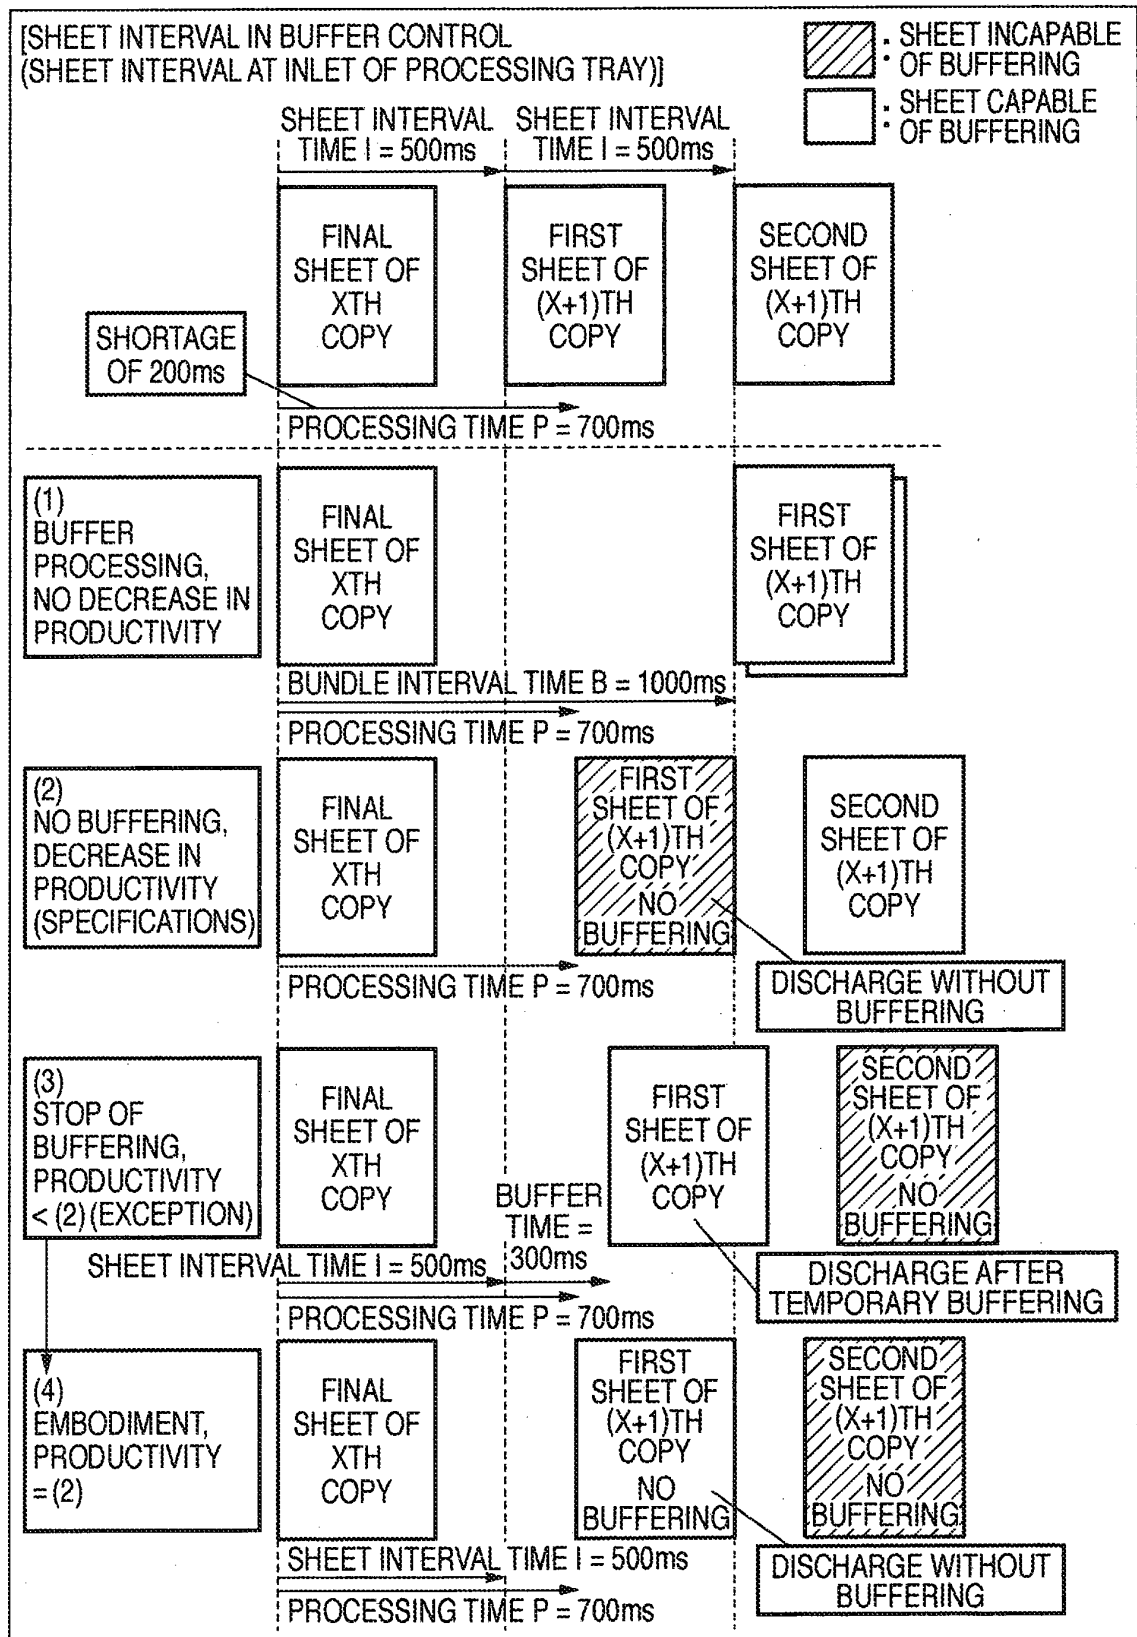 [SHEET INTERVAL IN BUFFER CONTROL
(SHEET INTERVAL AT INLET OF PROCESSING TRAY)]
: SHEET INCAPABLE
OF BUFFERING
: SHEET CAPABLE
OF BUFFERING
SHEET INTERVAL
TIME I = 500ms
SHEET INTERVAL
TIME I = 500ms
FINAL
SHEET OF
XTH
COPY
FIRST
SHEET OF
(X+1)TH
COPY
SECOND
SHEET OF
(X+1)TH
COPY
SHORTAGE
OF 200ms
PROCESSING TIME P = 700ms
(1)
BUFFER
PROCESSING,
NO DECREASE IN
PRODUCTIVITY
FINAL
SHEET OF
XTH
COPY
FIRST
SHEET OF
(X+1)TH
COPY
BUNDLE INTERVAL TIME B = 1000ms
PROCESSING TIME P = 700ms
(2)
NO BUFFERING,
DECREASE IN
PRODUCTIVITY
(SPECIFICATIONS)
FINAL
SHEET OF
XTH
COPY
FIRST
SHEET OF
(X+1)TH
COPY
NO
BUFFERING
SECOND
SHEET OF
(X+1)TH
COPY
PROCESSING TIME P = 700ms
DISCHARGE WITHOUT
BUFFERING
(3)
STOP OF
BUFFERING,
PRODUCTIVITY
< (2) (EXCEPTION)
FINAL
SHEET OF
XTH
COPY
BUFFER
TIME =
300ms
FIRST
SHEET OF
(X+1)TH
COPY
SECOND
SHEET OF
(X+1)TH
COPY
NO
BUFFERING
SHEET INTERVAL TIME I = 500ms
PROCESSING TIME P = 700ms
DISCHARGE AFTER
TEMPORARY BUFFERING
(4)
EMBODIMENT,
PRODUCTIVITY
= (2)
FINAL
SHEET OF
XTH
COPY
FIRST
SHEET OF
(X+1)TH
COPY
NO
BUFFERING
SECOND
SHEET OF
(X+1)TH
COPY
NO
BUFFERING
SHEET INTERVAL TIME I = 500ms
PROCESSING TIME P = 700ms
DISCHARGE WITHOUT
BUFFERING